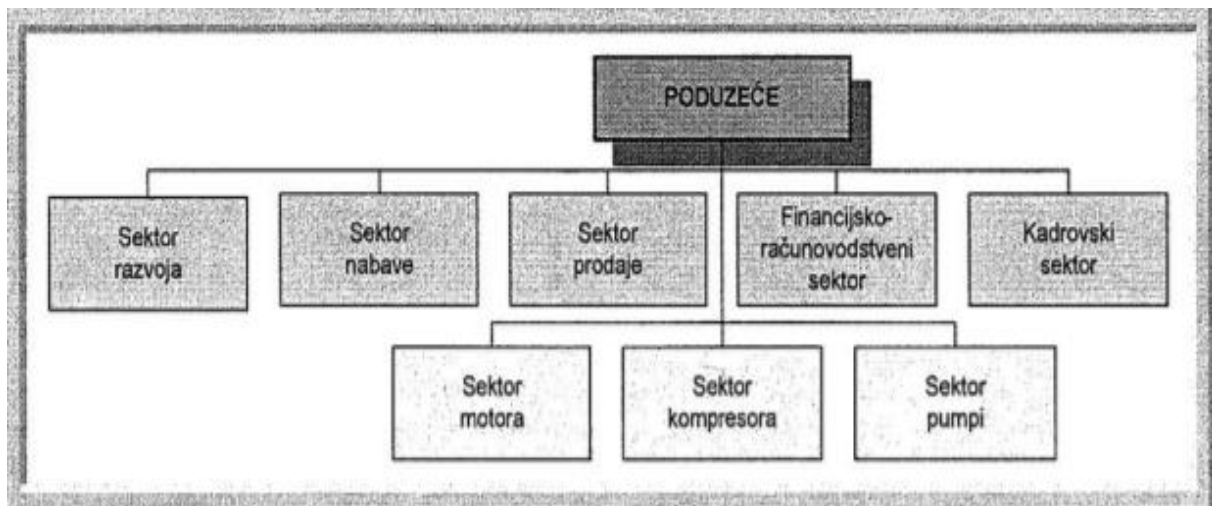 PODUZEĆE
Sektor
razvoja
Sektor
nabave
Sektor
prodaje
Financijsko-
računovodstveni
sektor
Kadrovski
sektor
Sektor
motora
Sektor
kompresora
Sektor
pumpi